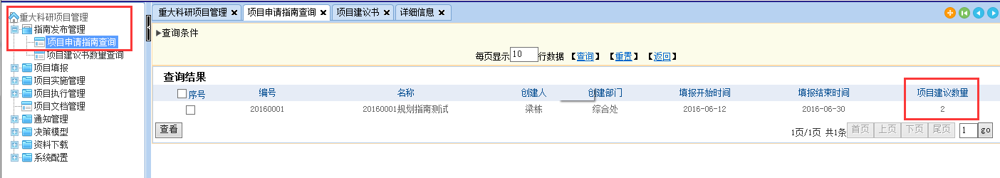 重大科研项目管理
指南发布管理
项目申请指南查询
项目建议书数量查询
项目填报
项目实施管理
项目执行管理
项目文档管理
通知管理
决策模型
资料下载
系统配置
重大科研项目管理 项目申请指南查询 项目建议书 详细信息
查询条件
每页显示 10 行数据 【查询】 【重置】 【返回】
查询结果
序号 编号 名称 创建人 创建部门 填报开始时间 填报结束时间 项目建议数量
20160001 20160001规划指南测试 梁栋 综合处 2016-06-12 2016-06-30 2
查看 1页/1页 共1条 首页 上页 下页 尾页 1 go